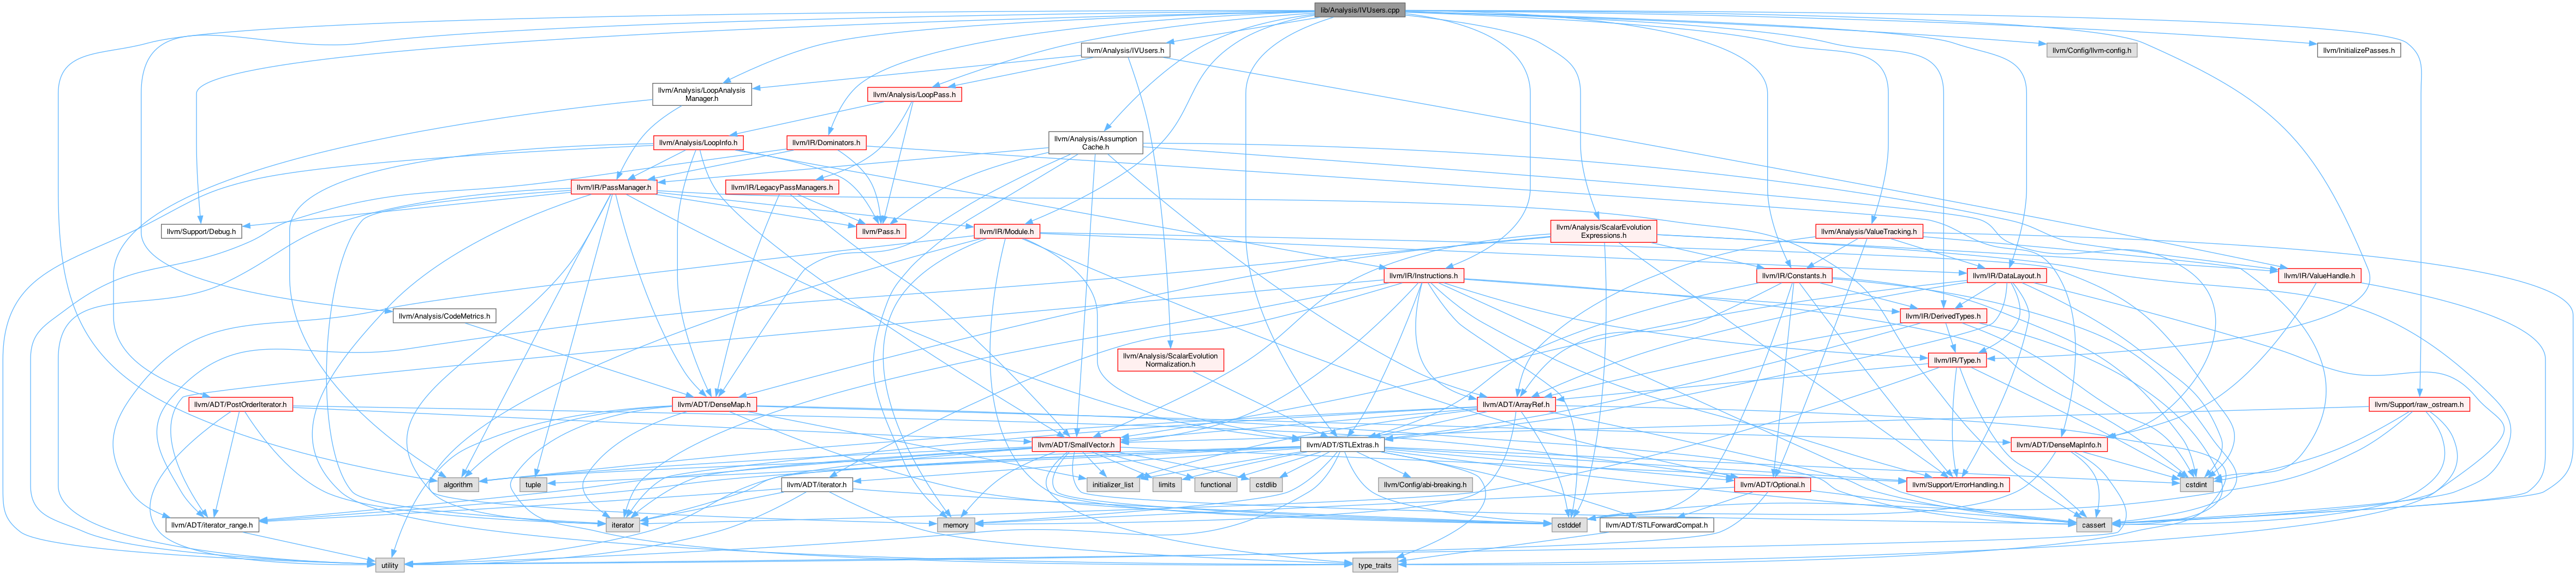 lib/Analysis/IVUsers.cpp
llvm/Analysis/IVUsers.h
llvm/Config/llvm-config.h
llvm/InitializePasses.h
llvm/Analysis/LoopAnalysis
Manager.h
llvm/Analysis/LoopPass.h
llvm/Analysis/LoopInfo.h
llvm/IR/Dominators.h
llvm/Analysis/Assumption
Cache.h
llvm/IR/PassManager.h
llvm/IR/LegacyPassManagers.h
llvm/Support/Debug.h
llvm/Pass.h
llvm/IR/Module.h
llvm/Analysis/ScalarEvolution
Expressions.h
llvm/Analysis/ValueTracking.h
llvm/IR/Instructions.h
llvm/IR/Constants.h
llvm/IR/DataLayout.h
llvm/IR/ValueHandle.h
llvm/Analysis/CodeMetrics.h
llvm/IR/DerivedTypes.h
llvm/Analysis/ScalarEvolution
Normalization.h
llvm/IR/Type.h
llvm/ADT/PostOrderIterator.h
llvm/ADT/DenseMap.h
llvm/ADT/ArrayRef.h
llvm/Support/raw_ostream.h
llvm/ADT/SmallVector.h
llvm/ADT/STLExtras.h
llvm/ADT/DenseMapInfo.h
algorithm
tuple
llvm/ADT/iterator.h
initializer_list
limits
functional
cstdlib
llvm/Config/abi-breaking.h
llvm/ADT/Optional.h
llvm/Support/ErrorHandling.h
cstdint
llvm/ADT/iterator_range.h
iterator
memory
cstddef
llvm/ADT/STLForwardCompat.h
cassert
utility
type_traits